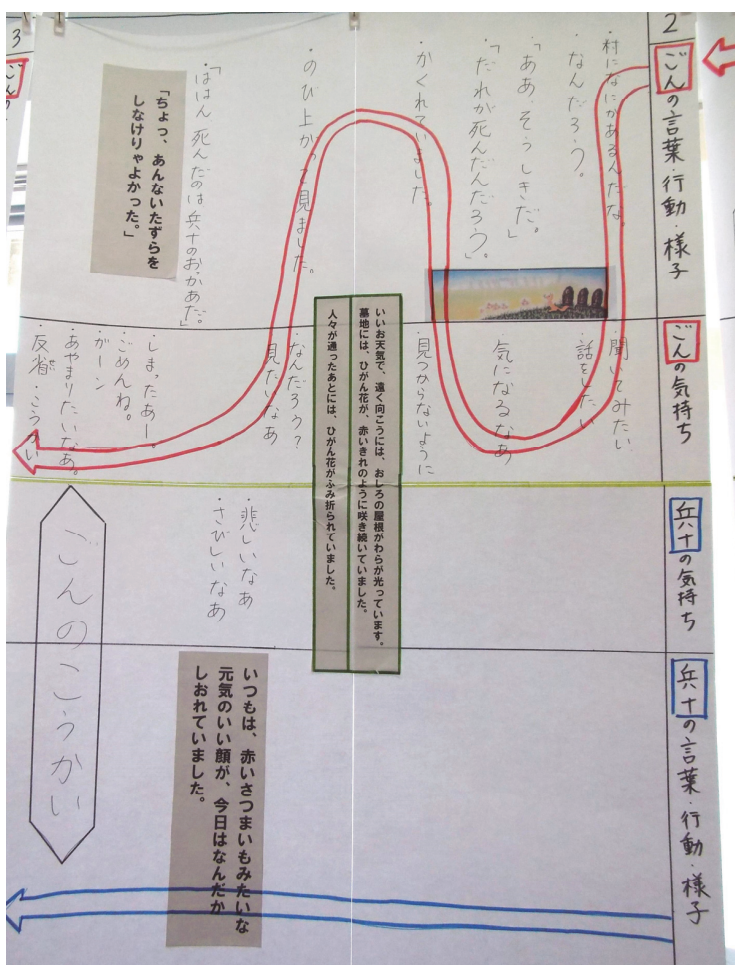 2
ごんの言葉・行動・様子
・村になにかあるんだな。
・なんだろう。
・「ああ、そうしきだ。」
・「だれが死んだんだろう。」
・かくれていました。
・のび上がって見ました。
・「ははん、死んだのは兵十のおっかあだ。」
「ちょっ、あんないたずらを
しなけりゃよかった。」
ごんの気持ち
・聞いてみたい
・話をしたい
気になるなあ
・見つからないように
・なんだろう?
見たいなあ
・しまったあー。
・ごめんね。
・ガーン
・あやまりたいなあ。
・反省・こうかい
いいお天気で、遠く向こうには、おしろの屋根がわらが光っています。
墓地には、ひがん花が、赤いきれのように咲き続いていました。
人々が通ったあとには、ひがん花がふみ折られていました。
兵十の気持ち
・悲しいなあ
・さびしいなあ
ごんのこうかい
兵十の言葉・行動・様子
いつもは、赤いさつまいもみたいな
元気のいい顔が、今日はなんだか
しおれていました。
3